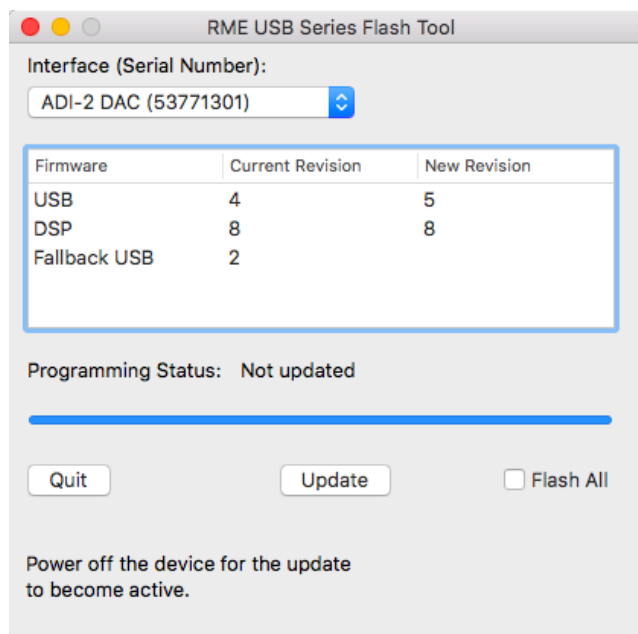 RME USB Series Flash Tool
Interface (Serial Number):
ADI-2 DAC (53771301)
Firmware Current Revision New Revision
USB 4 5
DSP 8 8
Fallback USB 2
Programming Status: Not updated
Quit Update Flash All
Power off the device for the update
to become active.